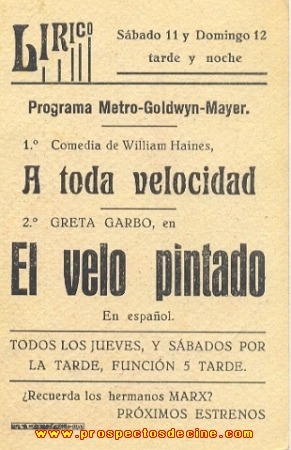 LIRICO
Sábado 11 y Domingo 12
tarde y noche
Programa Metro-Goldwyn-Mayer.
1.º Comedia de William Haines,
A toda velocidad
2.º GRETA GARBO, en
El velo pintado
En español.
TODOS LOS JUEVES, Y SÁBADOS POR
LA TARDE, FUNCIÓN 5 TARDE.
¿Recuerda los hermanos MARX?
PRÓXIMOS ESTRENOS
www.prospectosdecine.com